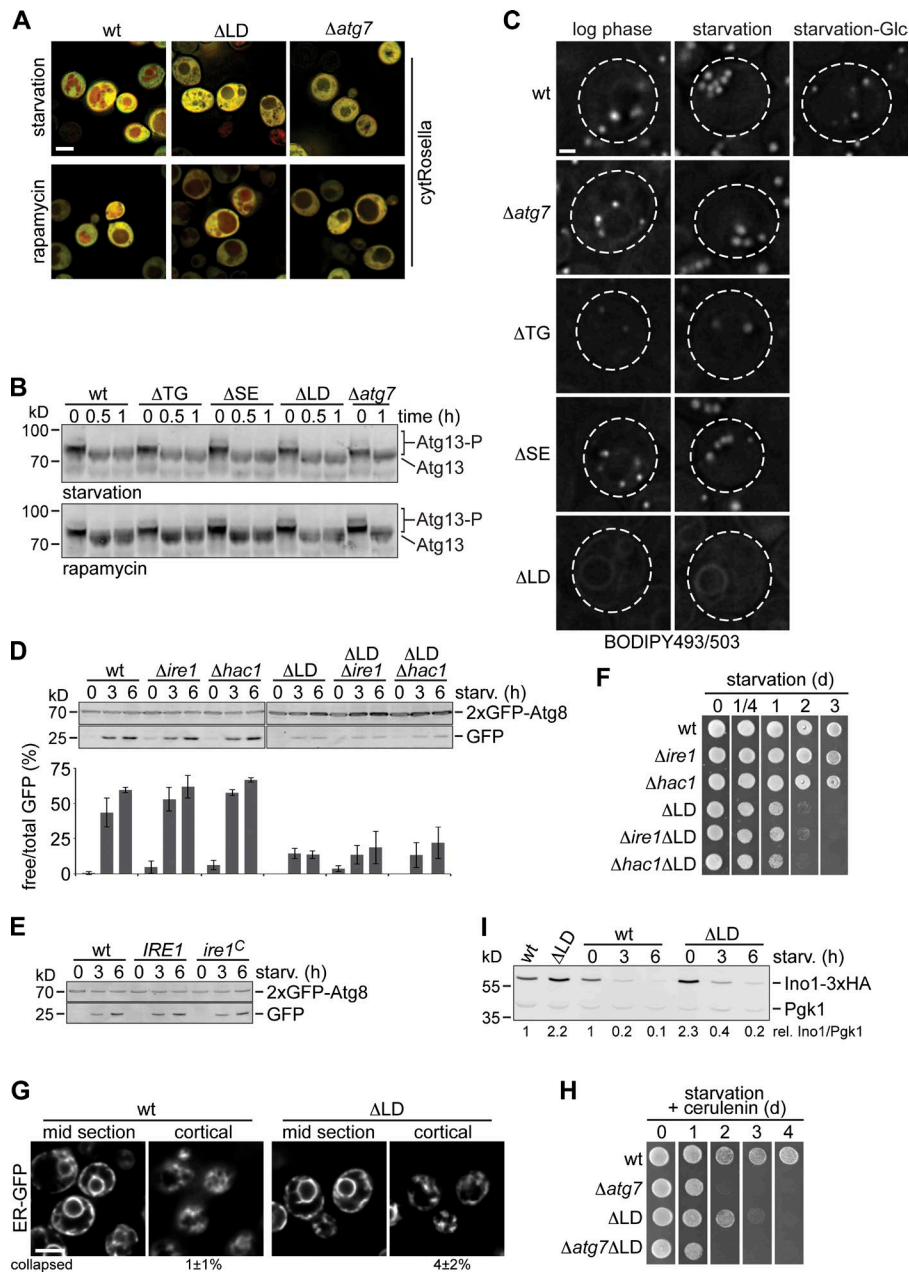 A
wt ΔLD Δatg7
starvation
rapamycin
cytRosella
B
wt ΔTG ΔSE ΔLD Δatg7
kD 0 0.5 1 0 0.5 1 0 0.5 1 0 0.5 1 0 1 time (h)
100
70
Atg13-P
Atg13
starvation
100
70
Atg13-P
Atg13
rapamycin
C
log phase starvation starvation-Glc
wt
Δatg7
ΔTG
ΔSE
ΔLD
BODIPY493/503
D
wt Δire1 Δhac1 ΔLD ΔLD Δire1 ΔLD Δhac1
kD 0 3 6 0 3 6 0 3 6 0 3 6 0 3 6 0 3 6 starv. (h)
70 2xGFP-Atg8
25 GFP
free/total GFP (%)
75
50
25
0
E
wt IRE1 ire1C
kD 0 3 6 0 3 6 0 3 6 starv. (h)
70 2xGFP-Atg8
25 GFP
F
starvation (d)
0 1/4 1 2 3
wt
Δire1
Δhac1
ΔLD
Δire1ΔLD
Δhac1ΔLD
I
wt ΔLD wt ΔLD
kD 0 3 6 0 3 6 starv. (h)
55 Ino1-3xHA
Pgk1
35
1 2.2 1 0.2 0.1 2.3 0.4 0.2 rel. Ino1/Pgk1
G
wt ΔLD
mid section cortical mid section cortical
ER-GFP
collapsed 1±1% 4±2%
H
starvation
+ cerulenin (d)
0 1 2 3 4
wt
Δatg7
ΔLD
Δatg7ΔLD